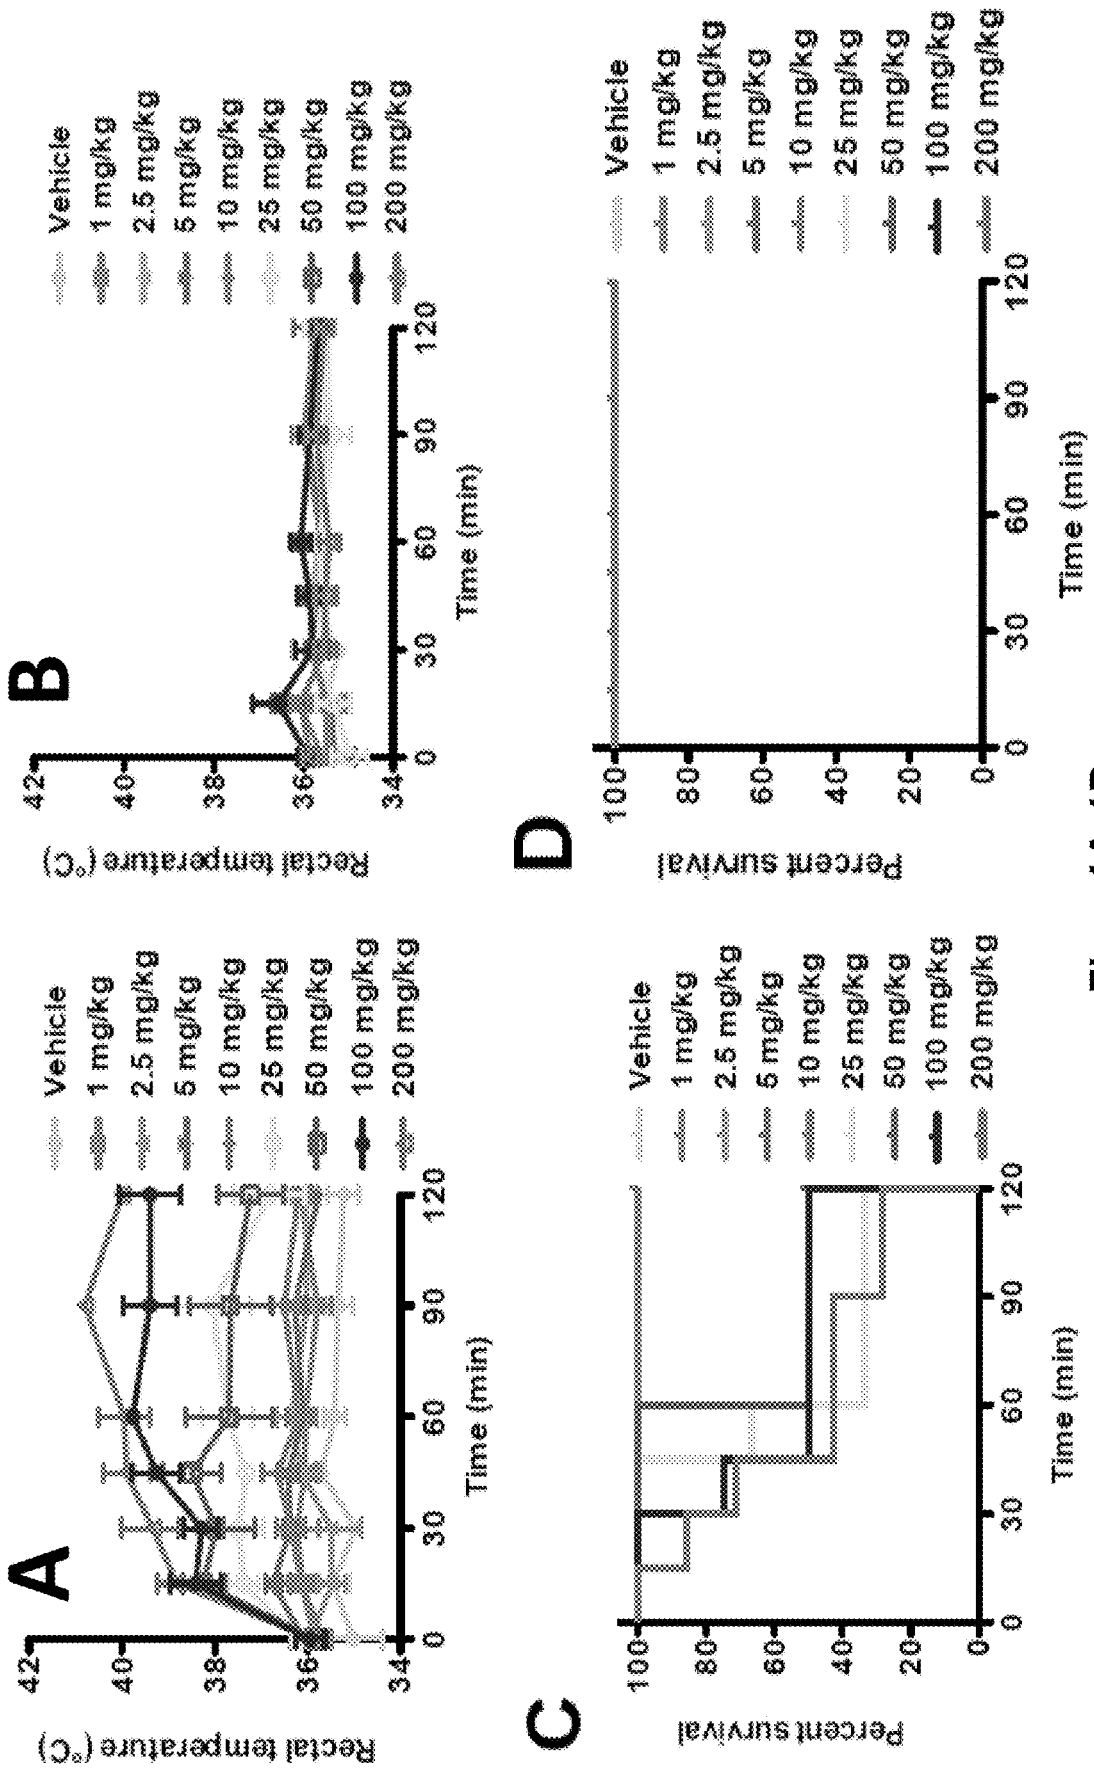 A
Rectal temperature (°C)
42
40
38
36
34
0
30
60
90
120
Time (min)
Vehicle
1 mg/kg
2.5 mg/kg
5 mg/kg
10 mg/kg
25 mg/kg
50 mg/kg
100 mg/kg
200 mg/kg
B
Rectal temperature (°C)
42
40
38
36
34
0
30
60
90
120
Time (min)
Vehicle
1 mg/kg
2.5 mg/kg
5 mg/kg
10 mg/kg
25 mg/kg
50 mg/kg
100 mg/kg
200 mg/kg
C
Percent survival
100
80
60
40
20
0
0
30
60
90
120
Time (min)
Vehicle
1 mg/kg
2.5 mg/kg
5 mg/kg
10 mg/kg
25 mg/kg
50 mg/kg
100 mg/kg
200 mg/kg
D
Percent survival
100
80
60
40
20
0
0
30
60
90
120
Time (min)
Vehicle
1 mg/kg
2.5 mg/kg
5 mg/kg
10 mg/kg
25 mg/kg
50 mg/kg
100 mg/kg
200 mg/kg